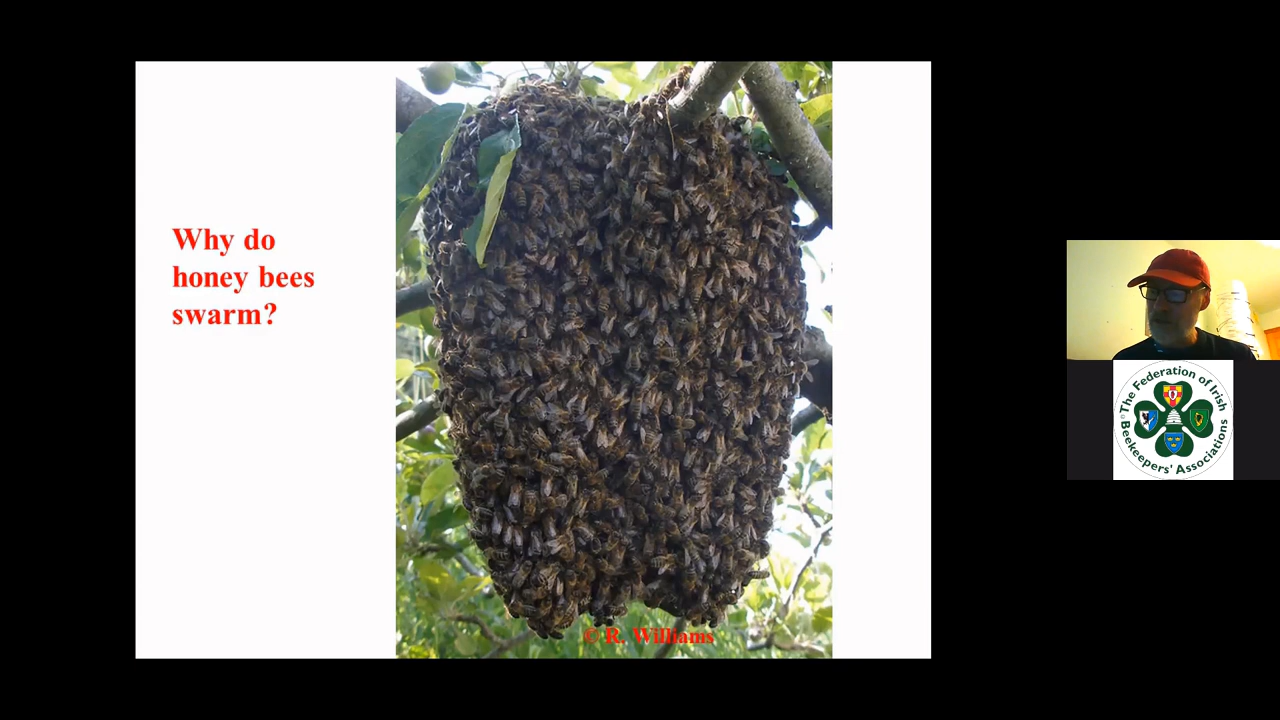 Why do
honey bees
swarm?
© R. Williams
The Federation of Irish
Beekeepers' Associations